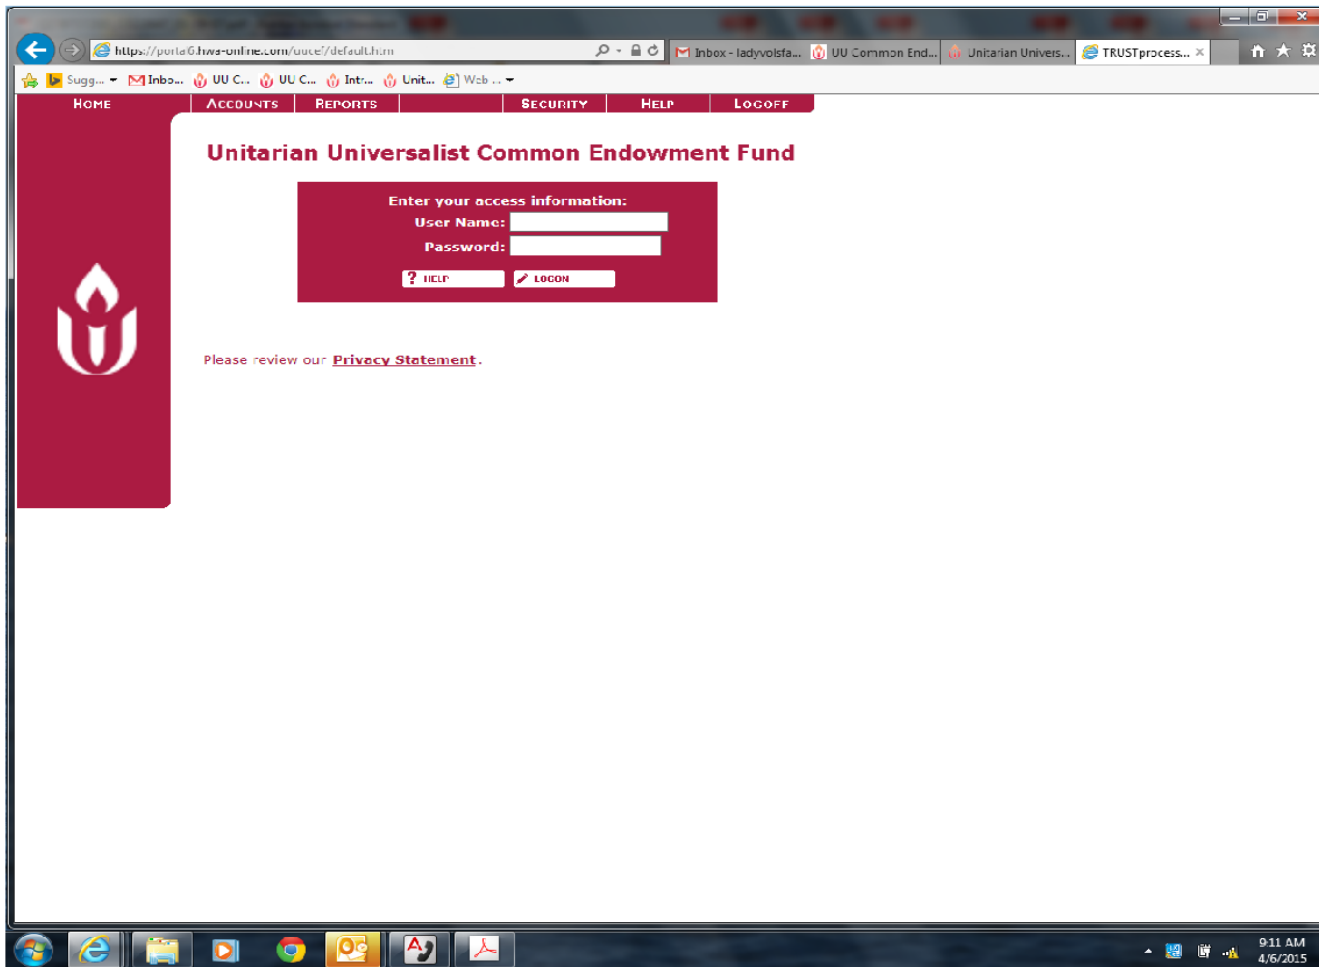 https://portal6.hwa-online.com/uucef/default.htm
Inbox - ladyvolsfa...
UU Common End...
Unitarian Univers...
TRUSTprocess...
Sugg...
Inbo...
UU C...
UU C...
Intr...
Unit...
Web ...
HOME
ACCOUNTS
REPORTS
SECURITY
HELP
LOGOFF
Unitarian Universalist Common Endowment Fund
Enter your access information:
User Name:
Password:
? HELP
LOGON
Please review our Privacy Statement.
9:11 AM
4/6/2015